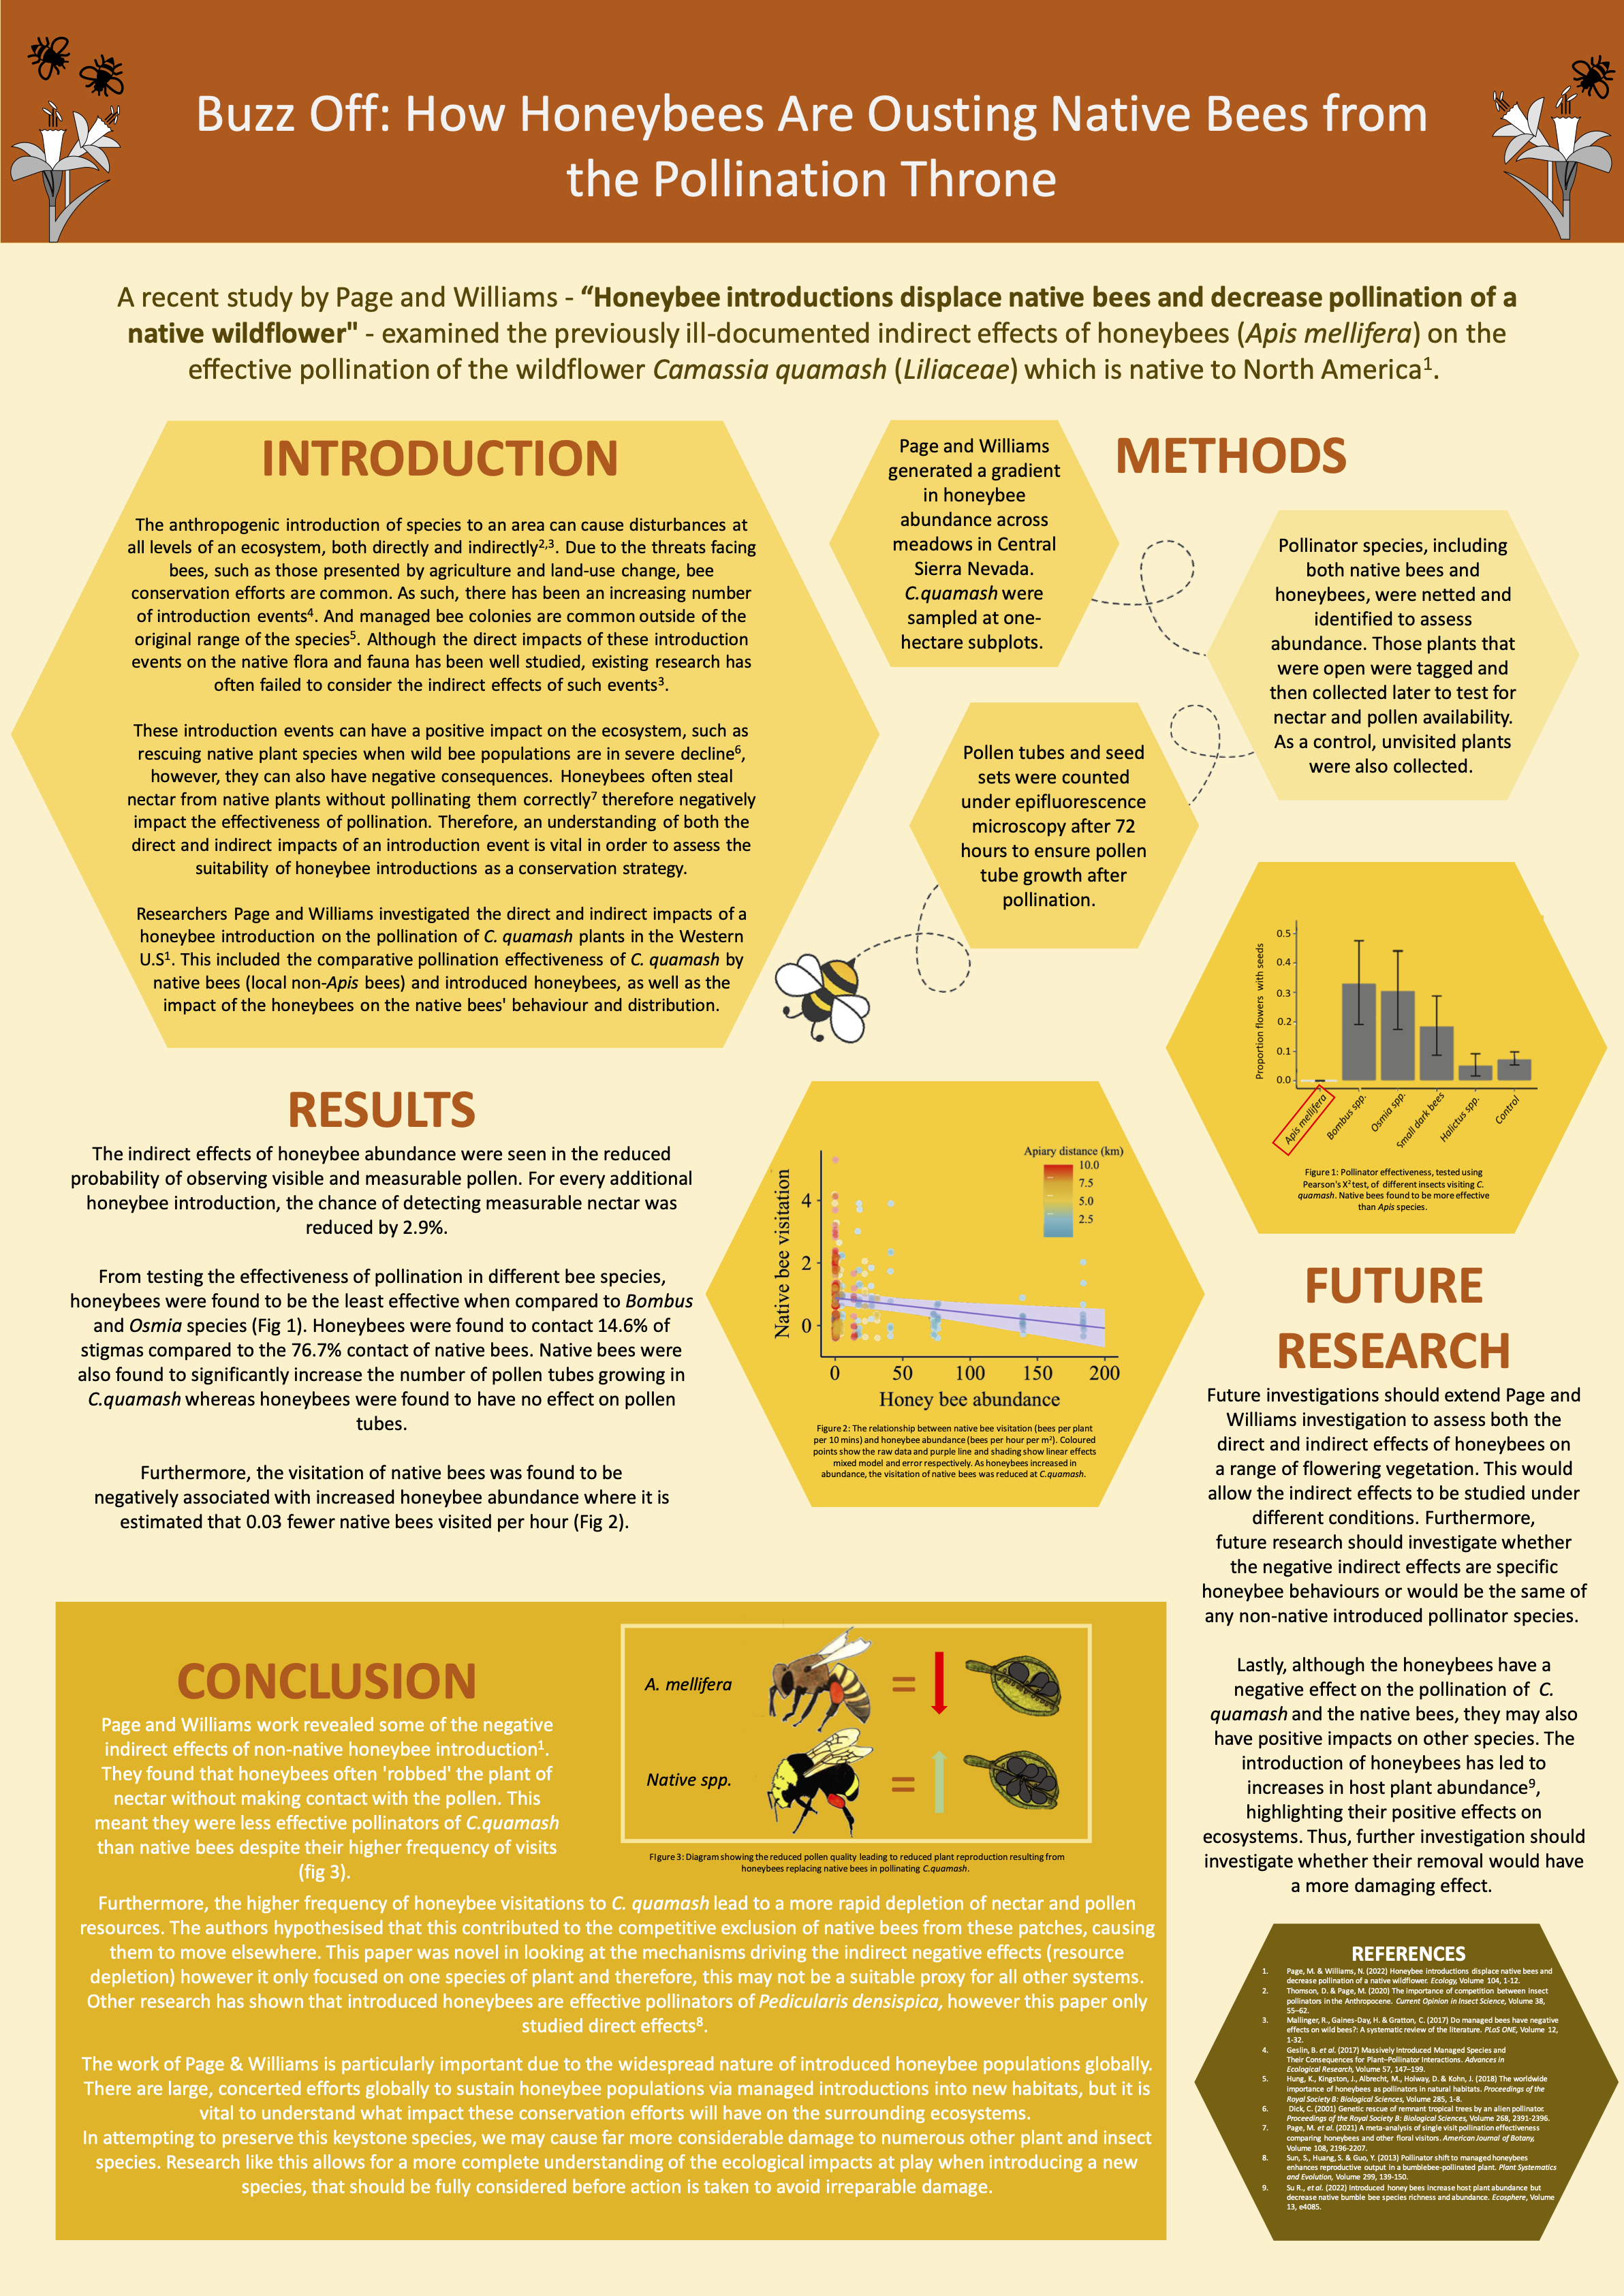 Buzz Off: How Honeybees Are Ousting Native Bees from
the Pollination Throne
A recent study by Page and Williams - “Honeybee introductions displace native bees and decrease pollination of a
native wildflower" - examined the previously ill-documented indirect effects of honeybees (Apis mellifera) on the
effective pollination of the wildflower Camassia quamash (Liliaceae) which is native to North America1.
INTRODUCTION
The anthropogenic introduction of species to an area can cause disturbances at
all levels of an ecosystem, both directly and indirectly2,3. Due to the threats facing
bees, such as those presented by agriculture and land-use change, bee
conservation efforts are common. As such, there has been an increasing number
of introduction events4. And managed bee colonies are common outside of the
original range of the species5. Although the direct impacts of these introduction
events on the native flora and fauna has been well studied, existing research has
often failed to consider the indirect effects of such events3.
These introduction events can have a positive impact on the ecosystem, such as
rescuing native plant species when wild bee populations are in severe decline6,
however, they can also have negative consequences. Honeybees often steal
nectar from native plants without pollinating them correctly7 therefore negatively
impact the effectiveness of pollination. Therefore, an understanding of both the
direct and indirect impacts of an introduction event is vital in order to assess the
suitability of honeybee introductions as a conservation strategy.
Researchers Page and Williams investigated the direct and indirect impacts of a
honeybee introduction on the pollination of C. quamash plants in the Western
U.S1. This included the comparative pollination effectiveness of C. quamash by
native bees (local non-Apis bees) and introduced honeybees, as well as the
impact of the honeybees on the native bees' behaviour and distribution.
METHODS
Page and Williams
generated a gradient
in honeybee
abundance across
meadows in Central
Sierra Nevada.
C.quamash were
sampled at one-
hectare subplots.
Pollinator species, including
both native bees and
honeybees, were netted and
identified to assess
abundance. Those plants that
were open were tagged and
then collected later to test for
nectar and pollen availability.
As a control, unvisited plants
were also collected.
Pollen tubes and seed
sets were counted
under epifluorescence
microscopy after 72
hours to ensure pollen
tube growth after
pollination.
Proportion flowers with seeds
0.5
0.4
0.3
0.2
0.1
0.0
Apis mellifera
Bombus spp.
Osmia spp.
Small dark bees
Halictus spp.
Control
Figure 1: Pollinator effectiveness, tested using
Pearson's X2 test, of different insects visiting C.
quamash. Native bees found to be more effective
than Apis species.
RESULTS
The indirect effects of honeybee abundance were seen in the reduced
probability of observing visible and measurable pollen. For every additional
honeybee introduction, the chance of detecting measurable nectar was
reduced by 2.9%.
From testing the effectiveness of pollination in different bee species,
honeybees were found to be the least effective when compared to Bombus
and Osmia species (Fig 1). Honeybees were found to contact 14.6% of
stigmas compared to the 76.7% contact of native bees. Native bees were
also found to significantly increase the number of pollen tubes growing in
C.quamash whereas honeybees were found to have no effect on pollen
tubes.
Furthermore, the visitation of native bees was found to be
negatively associated with increased honeybee abundance where it is
estimated that 0.03 fewer native bees visited per hour (Fig 2).
Native bee visitation
4
2
0
0 50 100 150 200
Honey bee abundance
Apiary distance (km)
10.0
7.5
5.0
2.5
Figure 2: The relationship between native bee visitation (bees per plant
per 10 mins) and honeybee abundance (bees per hour per m2). Coloured
points show the raw data and purple line and shading show linear effects
mixed model and error respectively. As honeybees increased in
abundance, the visitation of native bees was reduced at C.quamash.
FUTURE
RESEARCH
Future investigations should extend Page and
Williams investigation to assess both the
direct and indirect effects of honeybees on
a range of flowering vegetation. This would
allow the indirect effects to be studied under
different conditions. Furthermore,
future research should investigate whether
the negative indirect effects are specific
honeybee behaviours or would be the same of
any non-native introduced pollinator species.
Lastly, although the honeybees have a
negative effect on the pollination of C.
quamash and the native bees, they may also
have positive impacts on other species. The
introduction of honeybees has led to
increases in host plant abundance9,
highlighting their positive effects on
ecosystems. Thus, further investigation should
investigate whether their removal would have
a more damaging effect.
CONCLUSION
Page and Williams work revealed some of the negative
indirect effects of non-native honeybee introduction1.
They found that honeybees often 'robbed' the plant of
nectar without making contact with the pollen. This
meant they were less effective pollinators of C.quamash
than native bees despite their higher frequency of visits
(fig 3).
A. mellifera
=
Native spp.
=
FIgure 3: Diagram showing the reduced pollen quality leading to reduced plant reproduction resulting from
honeybees replacing native bees in pollinating C.quamash.
Furthermore, the higher frequency of honeybee visitations to C. quamash lead to a more rapid depletion of nectar and pollen
resources. The authors hypothesised that this contributed to the competitive exclusion of native bees from these patches, causing
them to move elsewhere. This paper was novel in looking at the mechanisms driving the indirect negative effects (resource
depletion) however it only focused on one species of plant and therefore, this may not be a suitable proxy for all other systems.
Other research has shown that introduced honeybees are effective pollinators of Pedicularis densispica, however this paper only
studied direct effects8.
The work of Page & Williams is particularly important due to the widespread nature of introduced honeybee populations globally.
There are large, concerted efforts globally to sustain honeybee populations via managed introductions into new habitats, but it is
vital to understand what impact these conservation efforts will have on the surrounding ecosystems.
In attempting to preserve this keystone species, we may cause far more considerable damage to numerous other plant and insect
species. Research like this allows for a more complete understanding of the ecological impacts at play when introducing a new
species, that should be fully considered before action is taken to avoid irreparable damage.
REFERENCES
1. Page, M. & Williams, N. (2022) Honeybee introductions displace native bees and
decrease pollination of a native wildflower. Ecology, Volume 104, 1-12.
2. Thomson, D. & Page, M. (2020) The importance of competition between insect
pollinators in the Anthropocene. Current Opinion in Insect Science, Volume 38,
55–62.
3. Mallinger, R., Gaines-Day, H. & Gratton, C. (2017) Do managed bees have negative
effects on wild bees?: A systematic review of the literature. PLoS ONE, Volume 12,
1-32.
4. Geslin, B. et al. (2017) Massively Introduced Managed Species and
Their Consequences for Plant–Pollinator Interactions. Advances in
Ecological Research, Volume 57, 147–199.
5. Hung, K., Kingston, J., Albrecht, M., Holway, D. & Kohn, J. (2018) The worldwide
importance of honeybees as pollinators in natural habitats. Proceedings of the
Royal Society B: Biological Sciences, Volume 285, 1-8.
6. Dick, C. (2001) Genetic rescue of remnant tropical trees by an alien pollinator.
Proceedings of the Royal Society B: Biological Sciences, Volume 268, 2391-2396.
7. Page, M. et al. (2021) A meta-analysis of single visit pollination effectiveness
comparing honeybees and other floral visitors. American Journal of Botany,
Volume 108, 2196-2207.
8. Sun, S., Huang, S. & Guo, Y. (2013) Pollinator shift to managed honeybees
enhances reproductive output in a bumblebee-pollinated plant. Plant Systematics
and Evolution, Volume 299, 139-150.
9. Su R., et al. (2022) Introduced honey bees increase host plant abundance but
decrease native bumble bee species richness and abundance. Ecosphere, Volume
13, e4085.